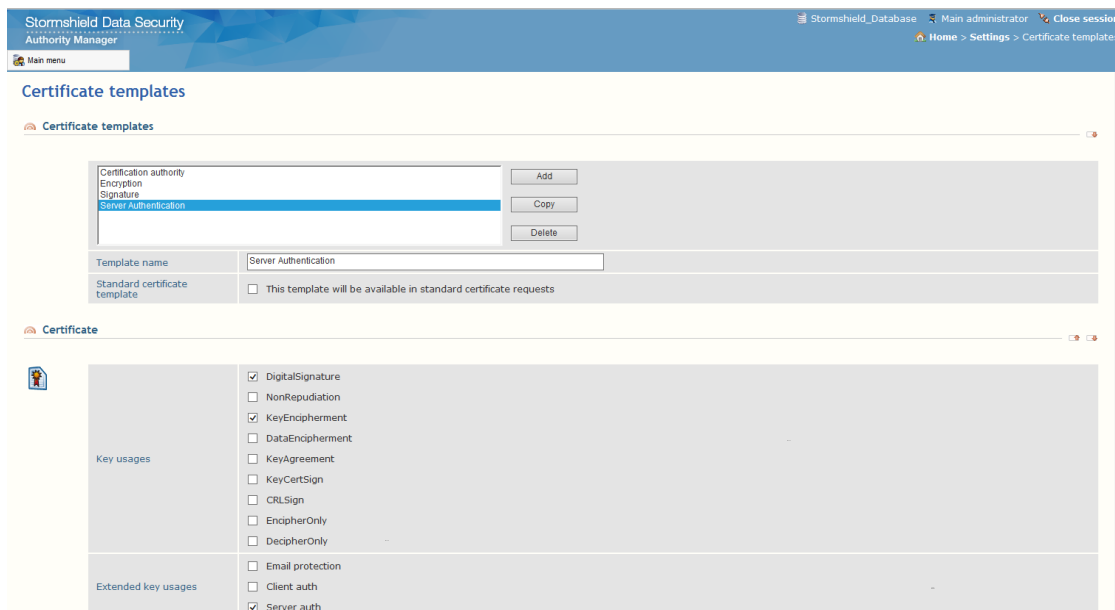 Stormshield Data Security
Authority Manager
Stormshield_Database Main administrator Close session
Home > Settings > Certificate templates
Main menu
Certificate templates
Certificate templates
Certification authority
Encryption
Signature
Server Authentication
Add
Copy
Delete
Template name
Server Authentication
Standard certificate
template
This template will be available in standard certificate requests
Certificate
Key usages
DigitalSignature
NonRepudiation
KeyEncipherment
DataEncipherment
KeyAgreement
KeyCertSign
CRLSign
EncipherOnly
DecipherOnly
Extended key usages
Email protection
Client auth
Server auth